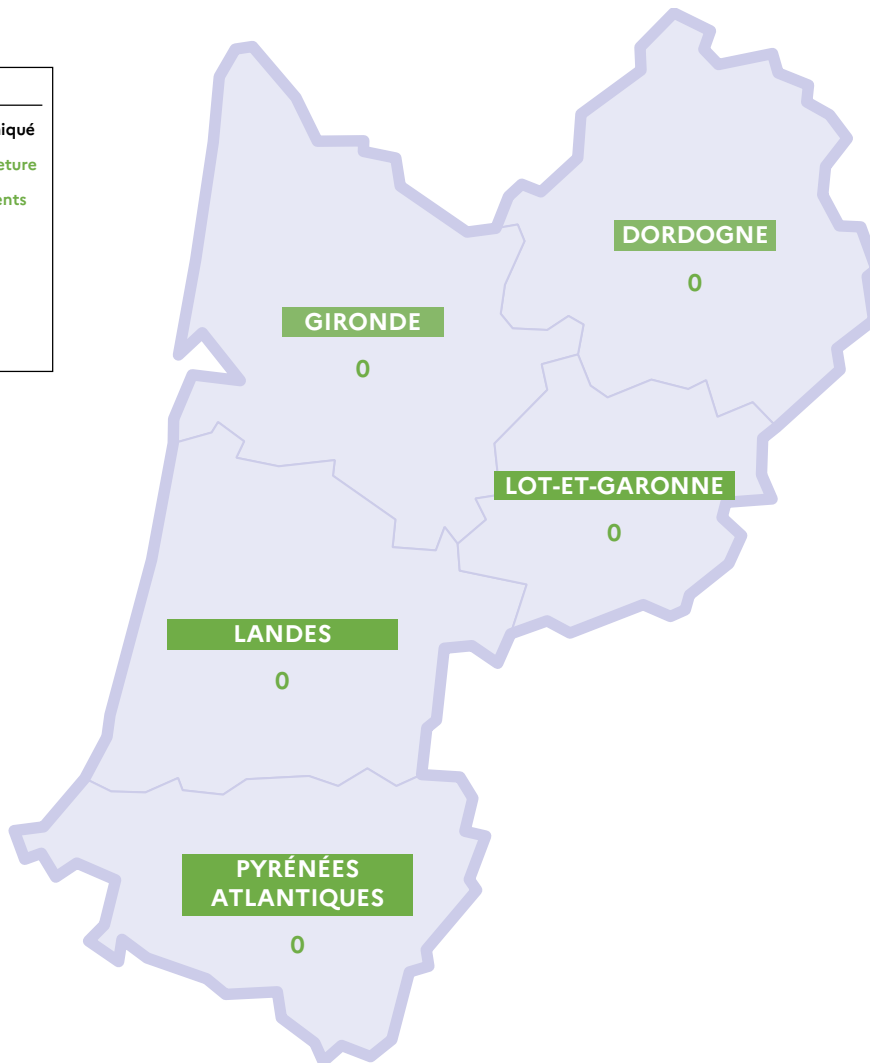 iqué
eture
ents
DORDOGNE
0
GIRONDE
0
LOT-ET-GARONNE
0
LANDES
0
PYRÉNÉES
ATLANTIQUES
0